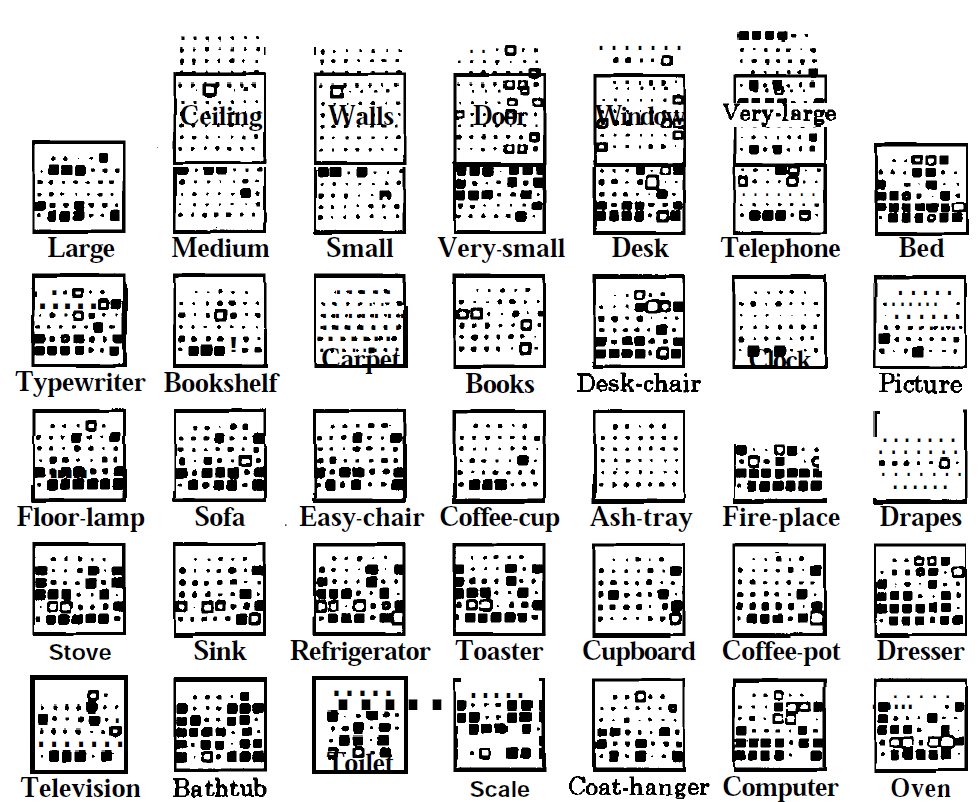 Ceiling Walls Door Window Very-large
Large Medium Small Very-small Desk Telephone Bed
Typewriter Bookshelf Carpet Books Desk-chair Clock Picture
Floor-lamp Sofa Easy-chair Coffee-cup Ash-tray Fire-place Drapes
Stove Sink Refrigerator Toaster Cupboard Coffee-pot Dresser
Television Bathtub Toilet Scale Coat-hanger Computer Oven